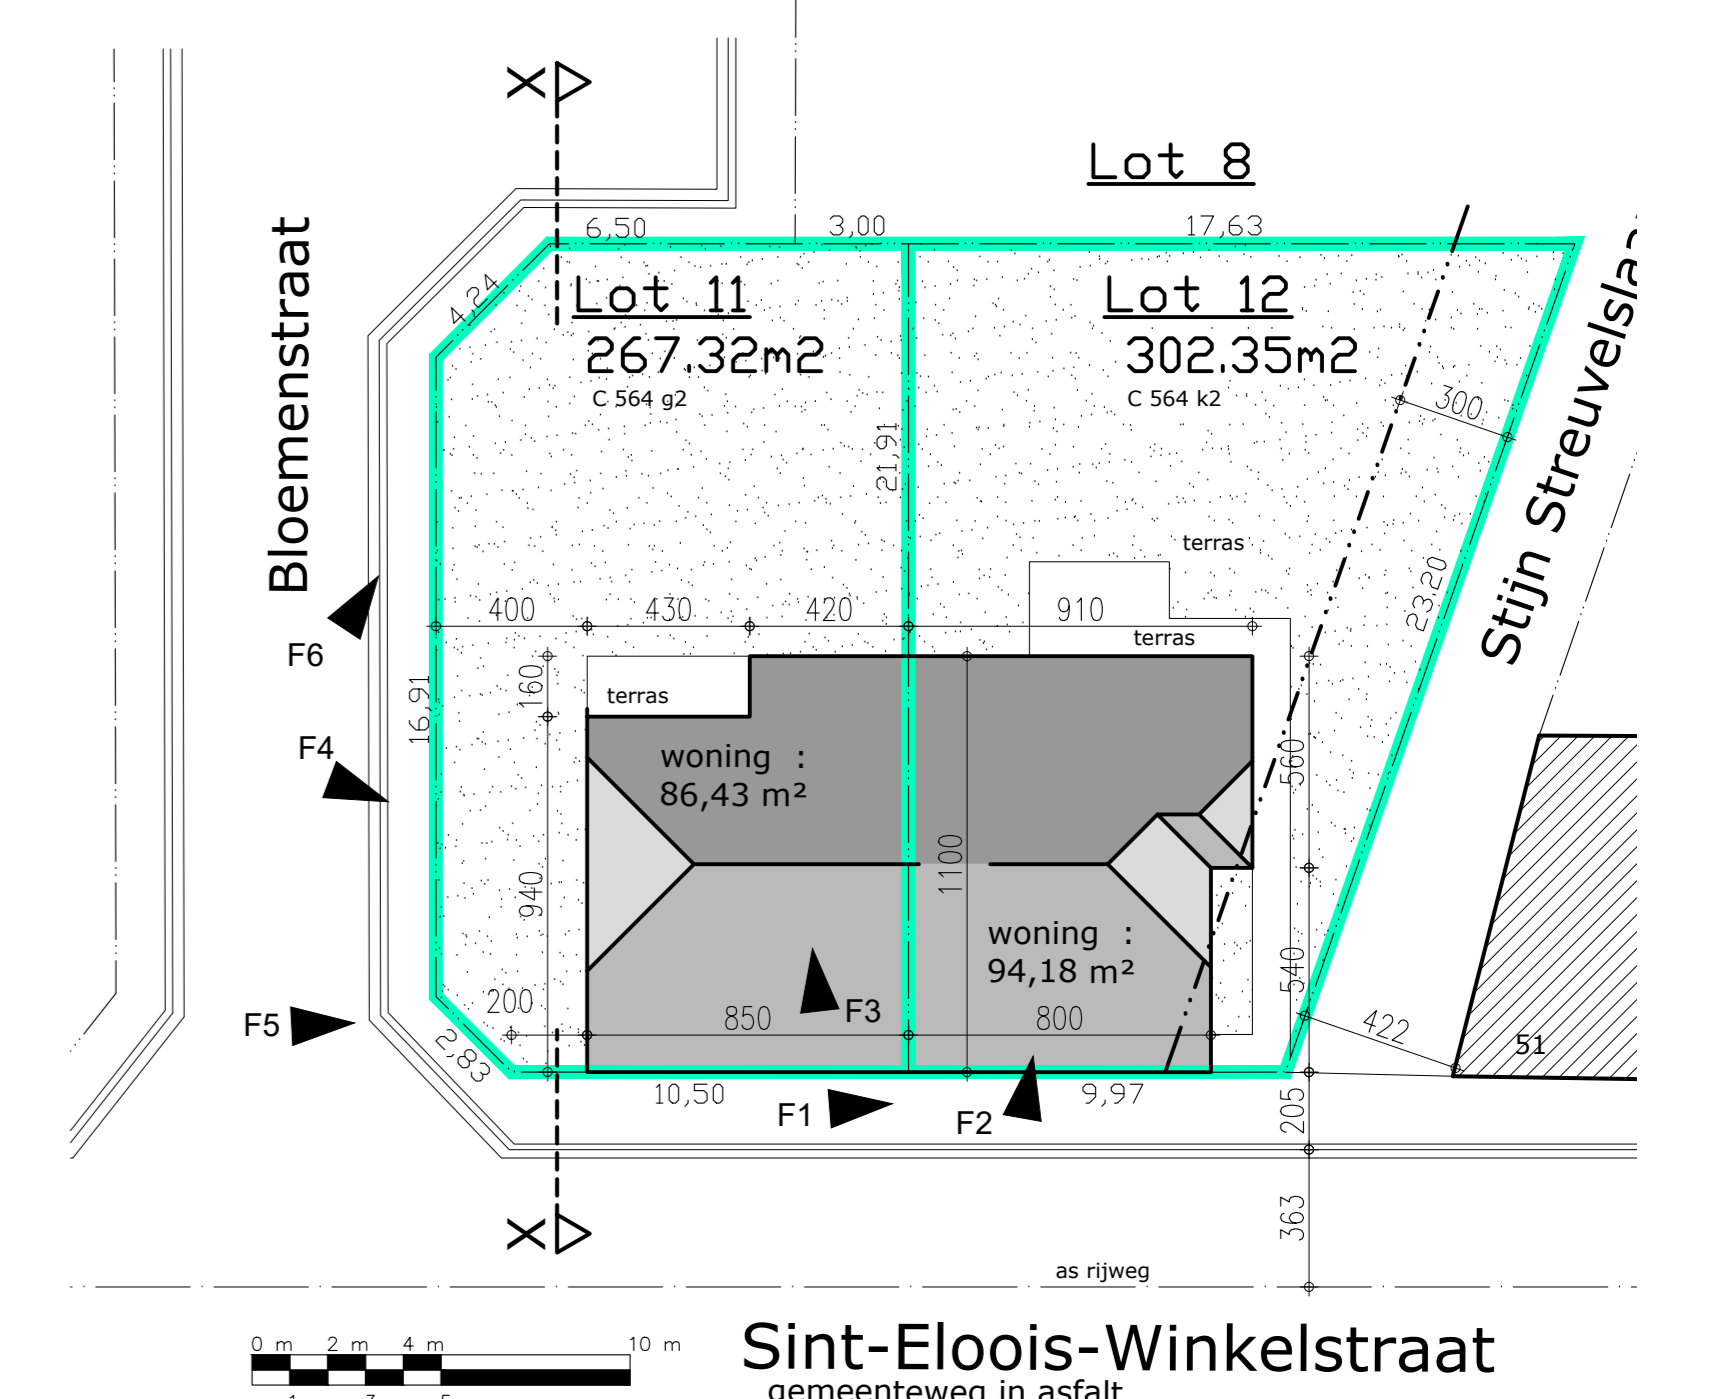 X
Lot 8
6,50
3,00
17,63
4,24
Lot 11
267.32m2
C 564 g2
Lot 12
302.35m2
C 564 k2
Bloemenstraat
21,91
300
Stijn
23,20
terras
400
430
420
910
terras
F6
160
terras
16,91
F4
woning :
86,43 m²
560
940
1100
woning :
94,18 m²
540
200
850
F3
800
422
51
F5
2,83
10,50
F1
F2
9,97
205
X
363
as rijweg
0 m 2 m 4 m 10 m
Sint-Eloois-Winkelstraat
gemeenteweg in asfalt